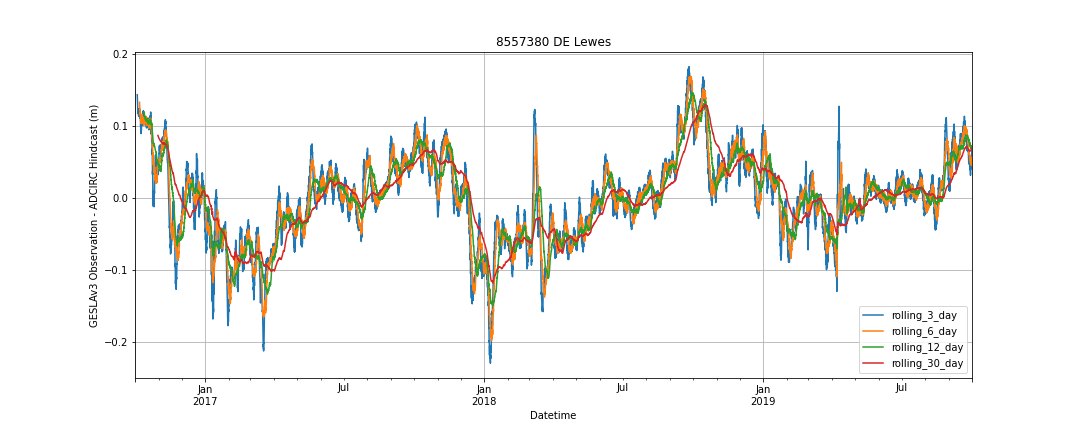 8557380 DE Lewes
GESLAv3 Observation - ADCIRC Hindcast (m)
0.2
0.1
0.0
−0.1
−0.2
rolling_3_day
rolling_6_day
rolling_12_day
rolling_30_day
Jan
2017
Jul
Jan
2018
Jul
Jan
2019
Jul
Datetime